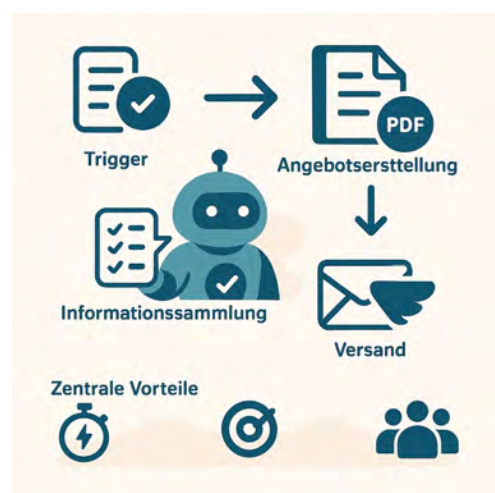 Trigger
PDF
Angebotsersttellung
Informationssammlung
Versand
Zentrale Vorteile